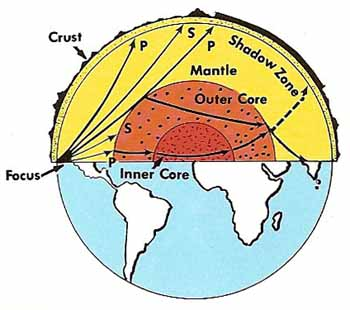 P
S
P
Crust
Shadow Zone
Mantle
Outer Core
S
P
Focus
Inner Core